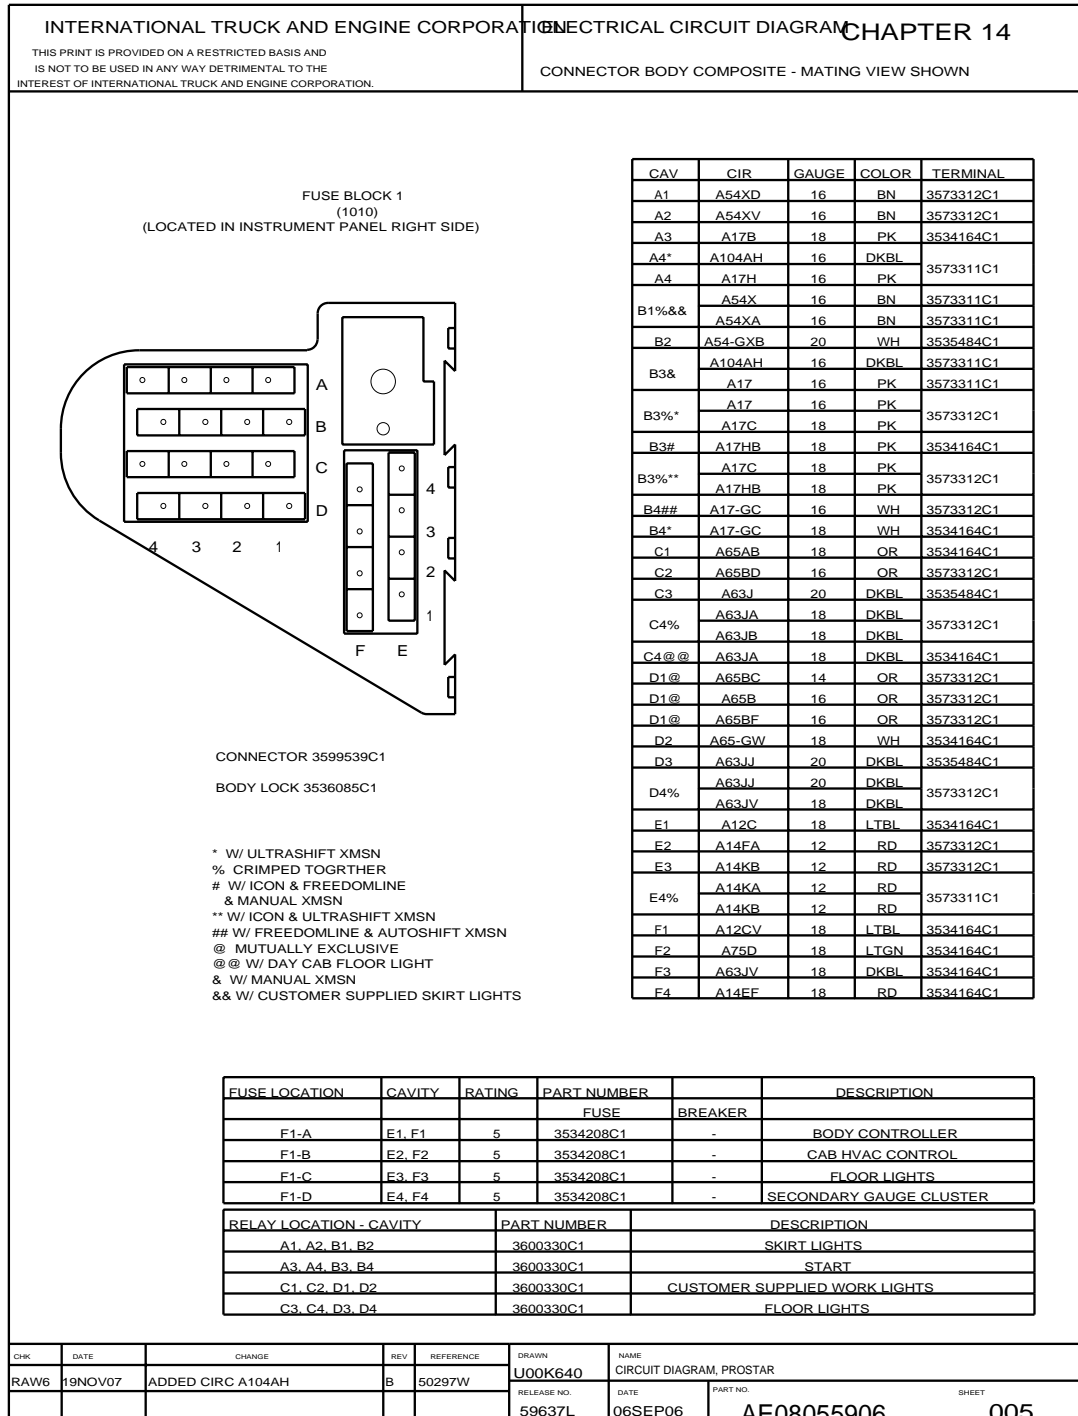 INTERNATIONAL TRUCK AND ENGINE CORPORATION
THIS PRINT IS PROVIDED ON A RESTRICTED BASIS AND
IS NOT TO BE USED IN ANY WAY DETRIMENTAL TO THE
INTEREST OF INTERNATIONAL TRUCK AND ENGINE CORPORATION.
ELECTRICAL CIRCUIT DIAGRAM
CHAPTER 14
CONNECTOR BODY COMPOSITE - MATING VIEW SHOWN
FUSE BLOCK 1
(1010)
(LOCATED IN INSTRUMENT PANEL RIGHT SIDE)
A
B
C
D
4 3 2 1
4
3
2
1
F E
CONNECTOR 3599539C1
BODY LOCK 3536085C1
* W/ ULTRASHIFT XMSN
% CRIMPED TOGRTHER
# W/ ICON & FREEDOMLINE
& MANUAL XMSN
** W/ ICON & ULTRASHIFT XMSN
## W/ FREEDOMLINE & AUTOSHIFT XMSN
@ MUTUALLY EXCLUSIVE
@@ W/ DAY CAB FLOOR LIGHT
& W/ MANUAL XMSN
&& W/ CUSTOMER SUPPLIED SKIRT LIGHTS
CAV CIR GAUGE COLOR TERMINAL
A1 A54XD 16 BN 3573312C1
A2 A54XV 16 BN 3573312C1
A3 A17B 18 PK 3534164C1
A4* A104AH 16 DKBL
3573311C1
A4 A17H 16 PK
B1%&&
A54X 16 BN 3573311C1
A54XA 16 BN 3573311C1
B2 A54-GXB 20 WH 3535484C1
B3&
A104AH 16 DKBL 3573311C1
A17 16 PK 3573311C1
B3%*
A17 16 PK
3573312C1
A17C 18 PK
B3# A17HB 18 PK 3534164C1
B3%**
A17C 18 PK
3573312C1
A17HB 18 PK
B4## A17-GC 16 WH 3573312C1
B4* A17-GC 18 WH 3534164C1
C1 A65AB 18 OR 3534164C1
C2 A65BD 16 OR 3573312C1
C3 A63J 20 DKBL 3535484C1
C4%
A63JA 18 DKBL
3573312C1
A63JB 18 DKBL
C4@@ A63JA 18 DKBL 3534164C1
D1@ A65BC 14 OR 3573312C1
D1@ A65B 16 OR 3573312C1
D1@ A65BF 16 OR 3573312C1
D2 A65-GW 18 WH 3534164C1
D3 A63JJ 20 DKBL 3535484C1
D4%
A63JJ 20 DKBL
3573312C1
A63JV 18 DKBL
E1 A12C 18 LTBL 3534164C1
E2 A14FA 12 RD 3573312C1
E3 A14KB 12 RD 3573312C1
E4%
A14KA 12 RD
3573311C1
A14KB 12 RD
F1 A12CV 18 LTBL 3534164C1
F2 A75D 18 LTGN 3534164C1
F3 A63JV 18 DKBL 3534164C1
F4 A14EF 18 RD 3534164C1
FUSE LOCATION CAVITY RATING PART NUMBER DESCRIPTION
FUSE BREAKER
F1-A E1, F1 5 3534208C1 - BODY CONTROLLER
F1-B E2, F2 5 3534208C1 - CAB HVAC CONTROL
F1-C E3, F3 5 3534208C1 - FLOOR LIGHTS
F1-D E4, F4 5 3534208C1 - SECONDARY GAUGE CLUSTER
RELAY LOCATION - CAVITY PART NUMBER DESCRIPTION
A1, A2, B1, B2 3600330C1 SKIRT LIGHTS
A3, A4, B3, B4 3600330C1 START
C1, C2, D1, D2 3600330C1 CUSTOMER SUPPLIED WORK LIGHTS
C3, C4, D3, D4 3600330C1 FLOOR LIGHTS
CHK DATE CHANGE REV REFERENCE
RAW6 19NOV07 ADDED CIRC A104AH B 50297W
DRAWN
U00K640
NAME
CIRCUIT DIAGRAM, PROSTAR
RELEASE NO.
59637L
DATE
06SEP06
PART NO.
AE08055906
SHEET
005